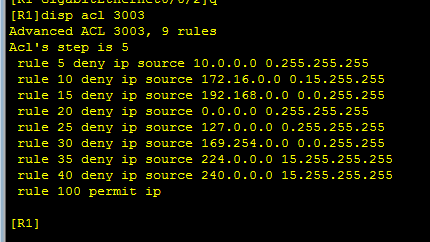 [R1-GigabitEthernet0/0/2]q
[R1]disp acl 3003
Advanced ACL 3003, 9 rules
Acl's step is 5
 rule 5 deny ip source 10.0.0.0 0.255.255.255
 rule 10 deny ip source 172.16.0.0 0.15.255.255
 rule 15 deny ip source 192.168.0.0 0.0.255.255
 rule 20 deny ip source 0.0.0.0 0.255.255.255
 rule 25 deny ip source 127.0.0.0 0.255.255.255
 rule 30 deny ip source 169.254.0.0 0.0.255.255
 rule 35 deny ip source 224.0.0.0 15.255.255.255
 rule 40 deny ip source 240.0.0.0 15.255.255.255
 rule 100 permit ip
[R1]